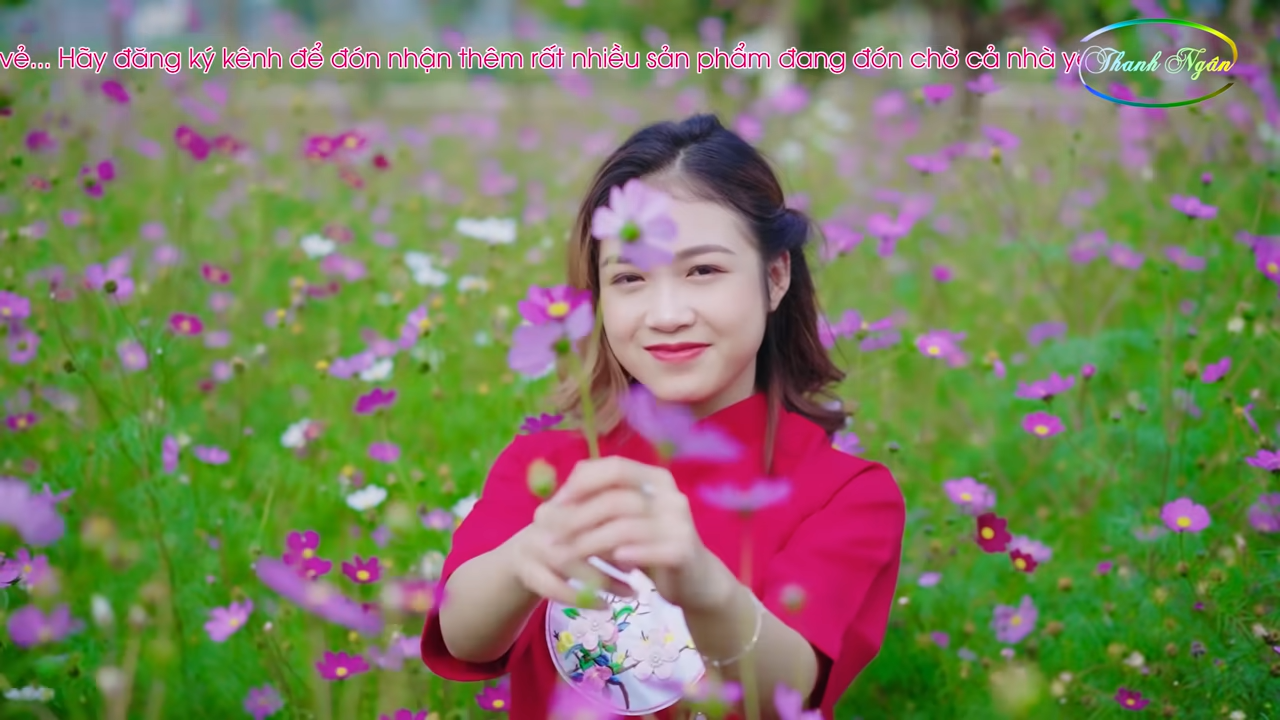 vẻ... Hãy đăng ký kênh để đón nhận thêm rất nhiều sản phẩm đang đón chờ cả nhà
Thanh Ngân